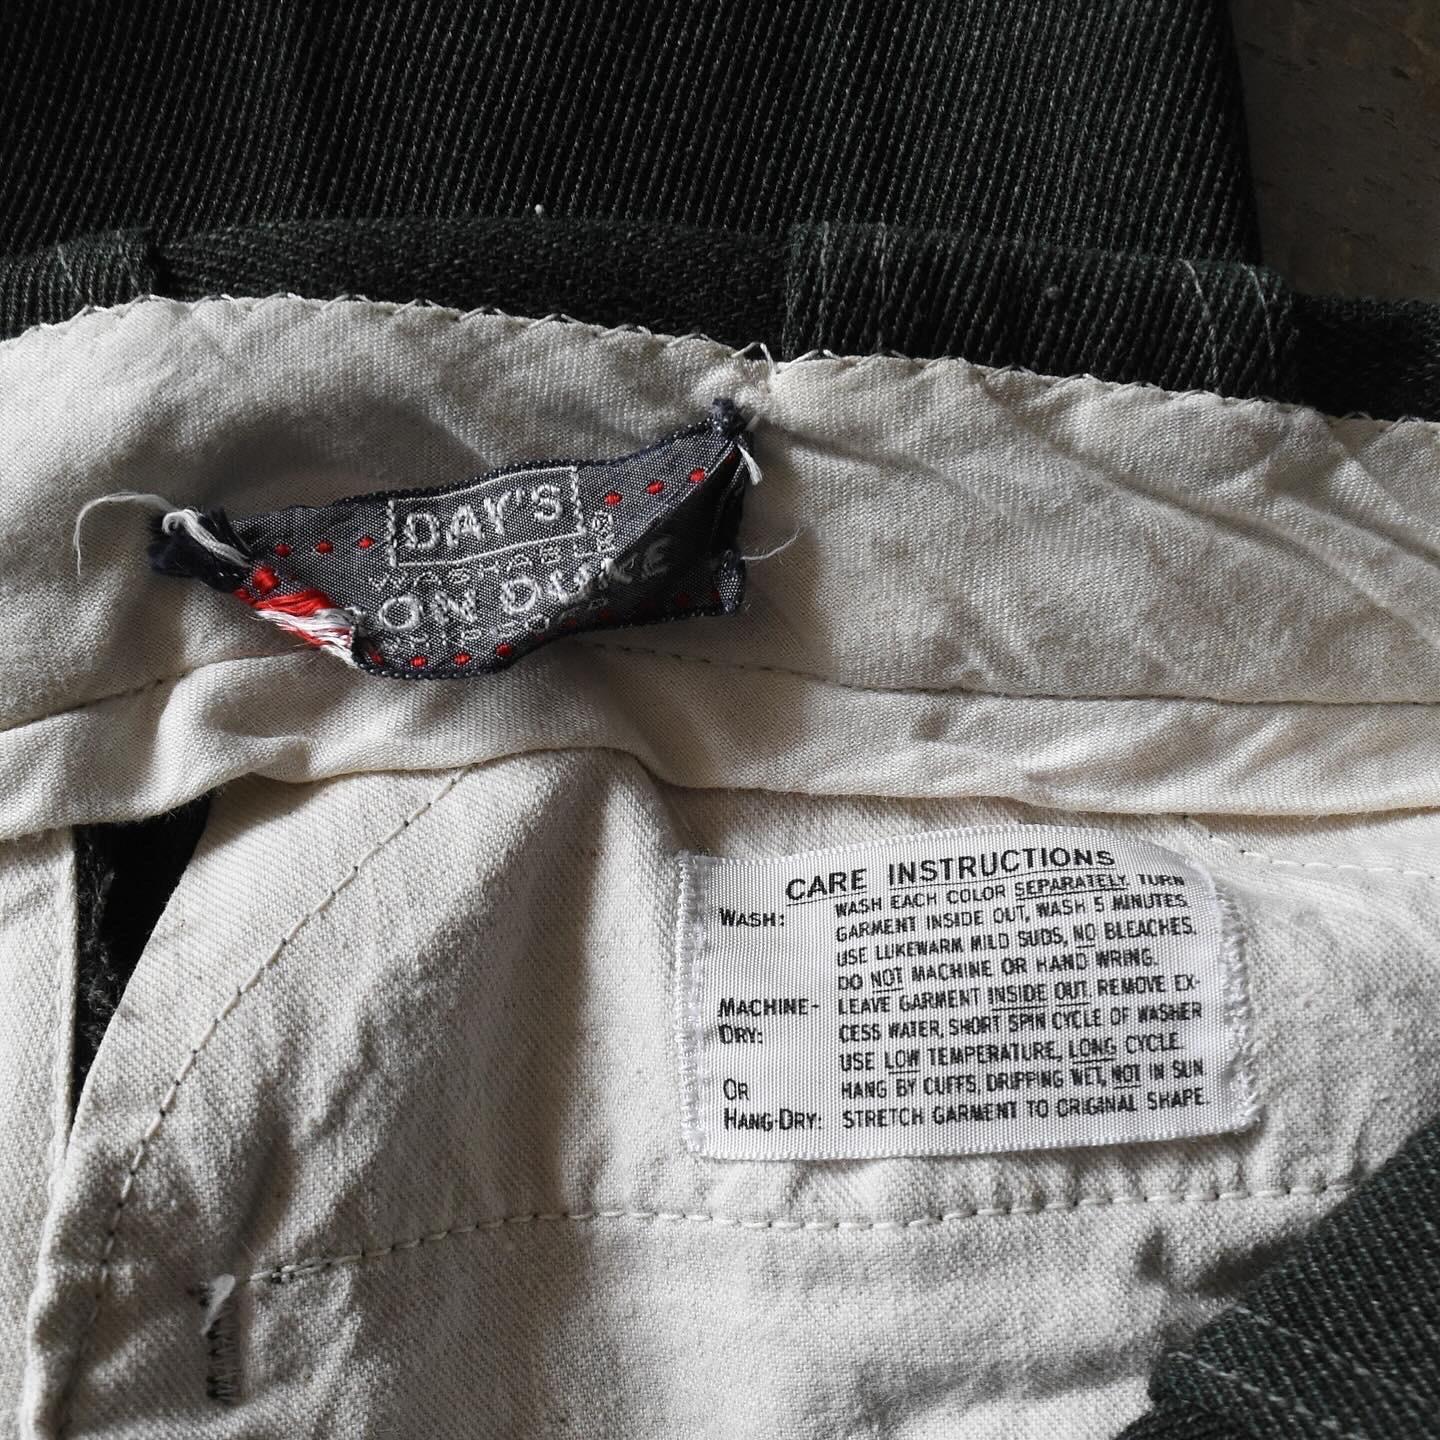 DAY'S
WASHABLE
ON DUKE
CARE INSTRUCTIONS
WASH: WASH EACH COLOR SEPARATELY. TURN
GARMENT INSIDE OUT, WASH 5 MINUTES.
USE LUKEWARM MILD SUDS, NO BLEACHES.
DO NOT MACHINE OR HAND WRING.
MACHINE- LEAVE GARMENT INSIDE OUT. REMOVE EX-
DRY: CESS WATER, SHORT SPIN CYCLE OF WASHER
USE LOW TEMPERATURE, LONG CYCLE.
OR HANG BY CUFFS, DRIPPING WET, NOT IN SUN
HANG-DRY: STRETCH GARMENT TO ORIGINAL SHAPE.